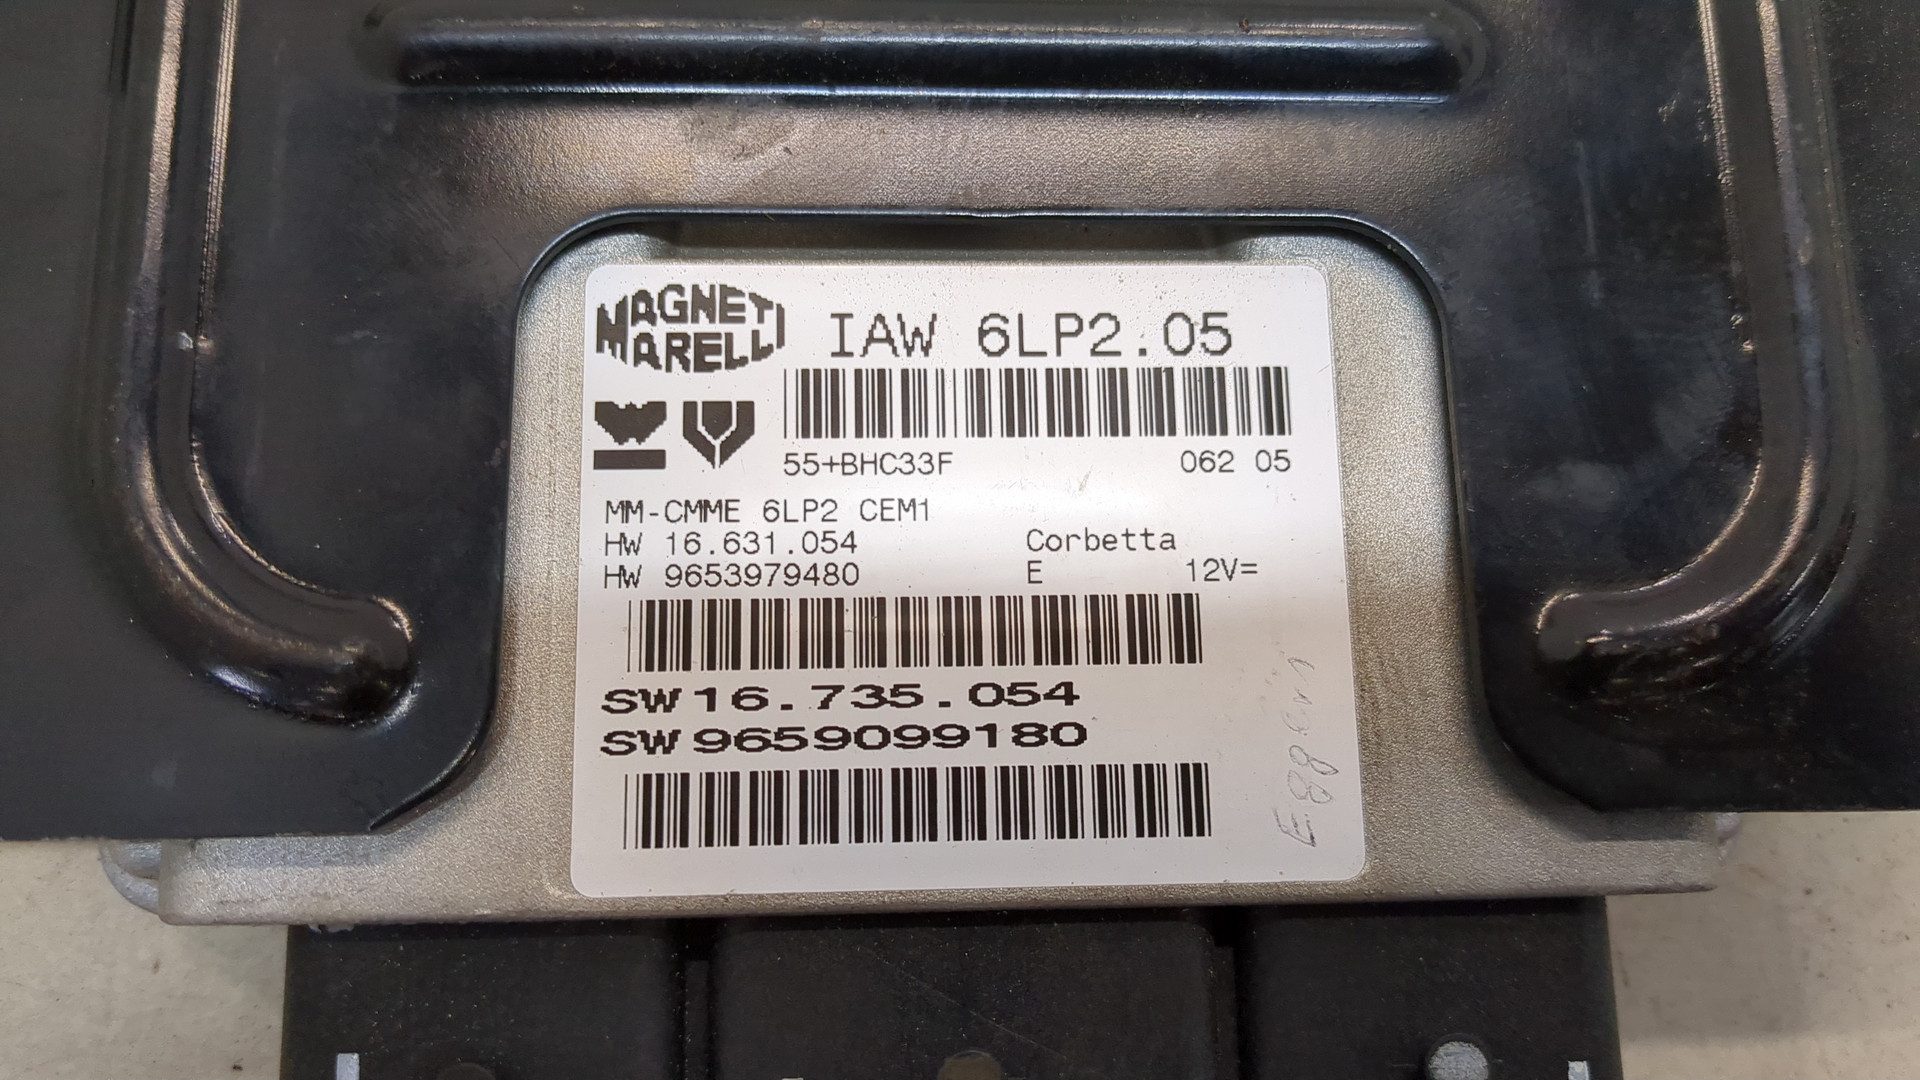 MAGNETI MARELLI
IAW 6LP2.05
55+BHC33F 062 05
MM-CMME 6LP2 CEM1
HW 16.631.054 Corbetta
HW 9653979480 E 12V=
SW 16.735.054
SW 9659099180